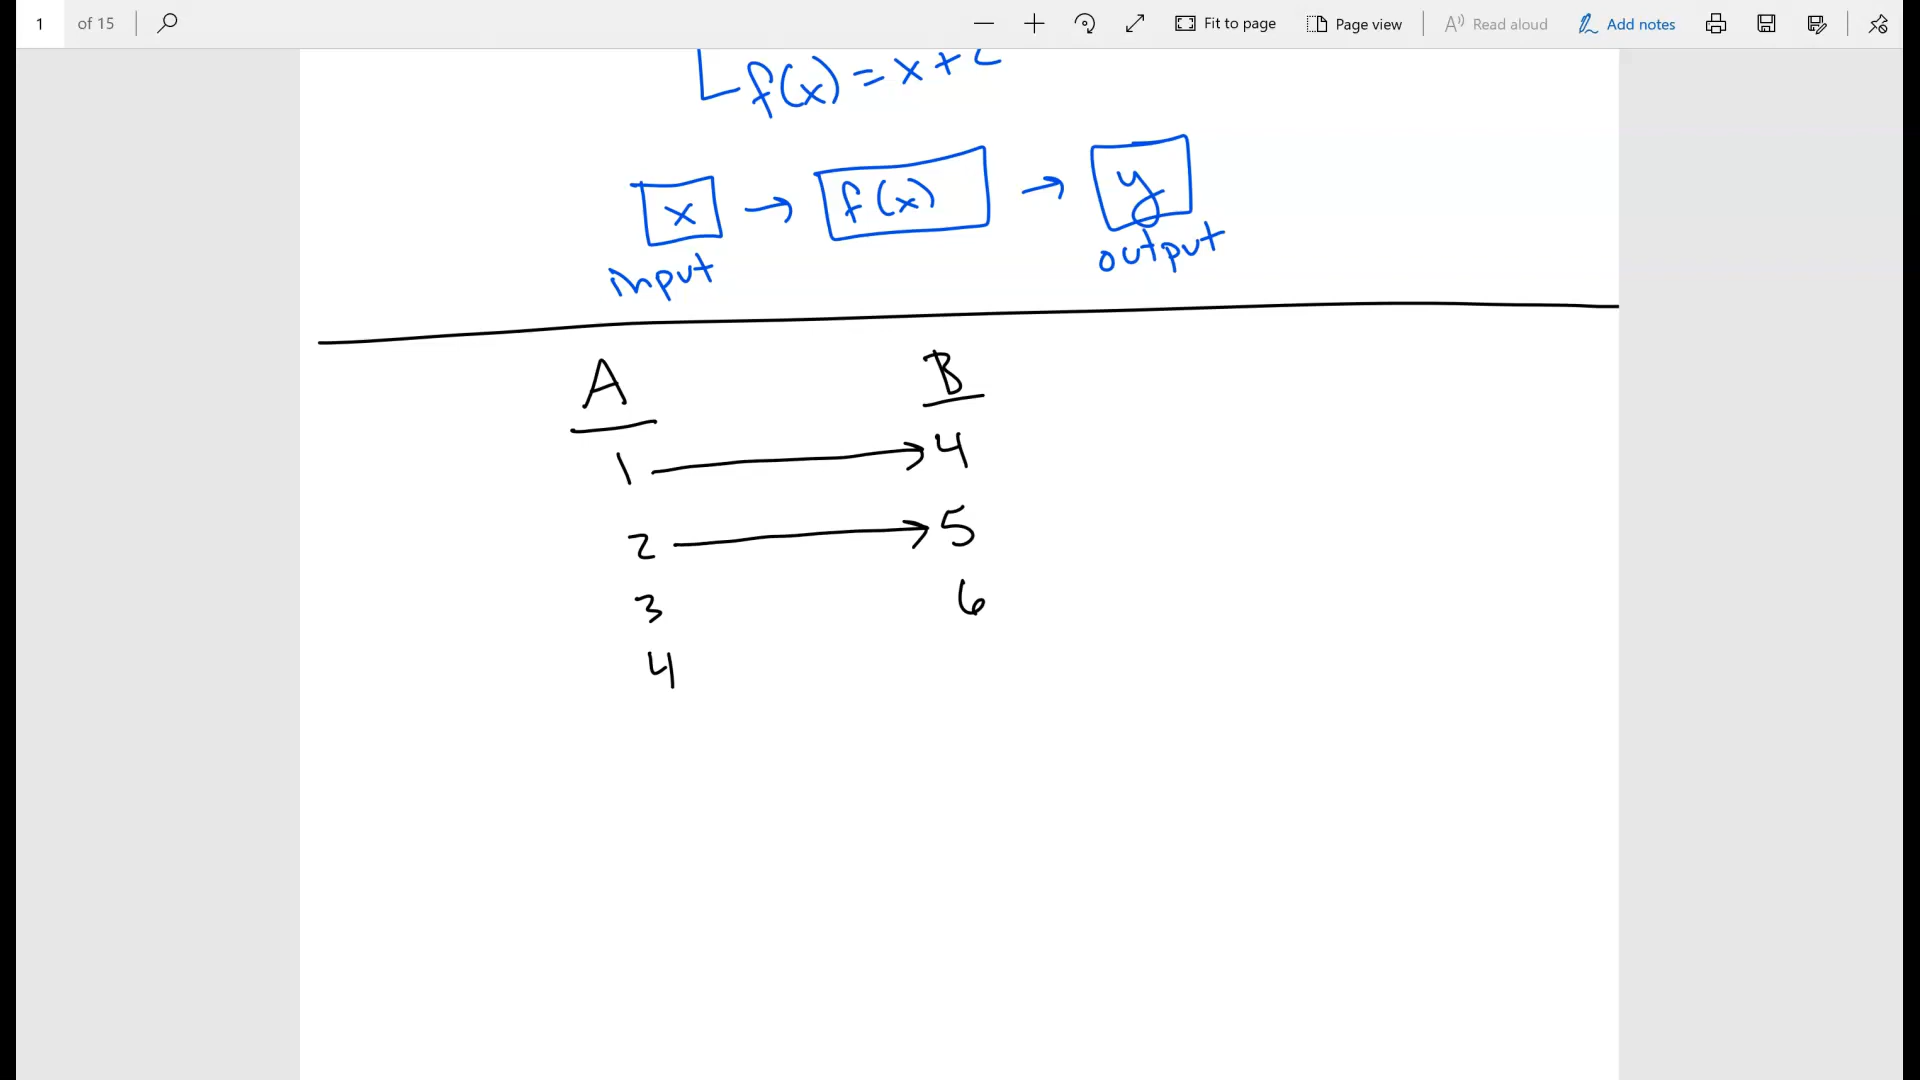 1 of 15 Fit to page Page view Read aloud Add notes
f(x) = x + 2
x → f(x) → y
input output
A B
1 → 4
2 → 5
3 6
4